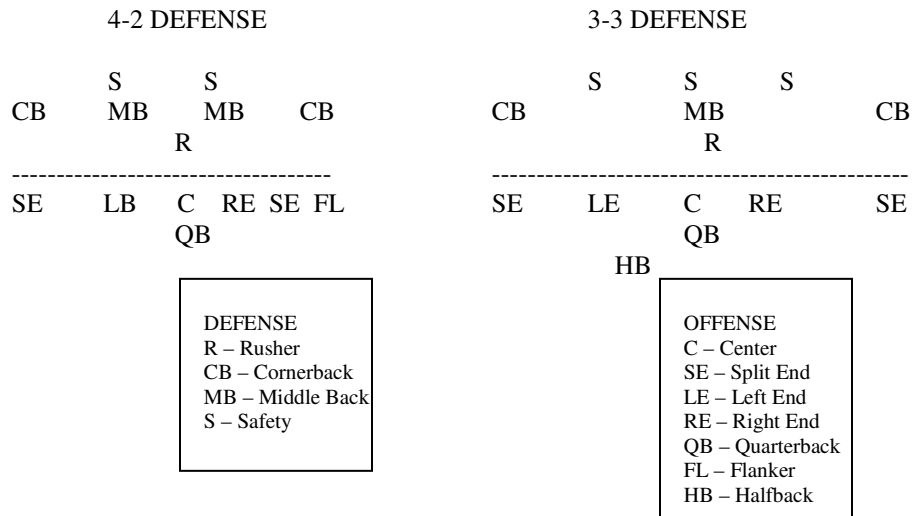 4-2 DEFENSE 3-3 DEFENSE
S S S S S
CB MB MB CB CB MB CB
R R
------------------------------------ -----------------------------------------------
SE LB C RE SE FL SE LE C RE SE
QB QB
HB
DEFENSE
R – Rusher
CB – Cornerback
MB – Middle Back
S – Safety
OFFENSE
C – Center
SE – Split End
LE – Left End
RE – Right End
QB – Quarterback
FL – Flanker
HB – Halfback